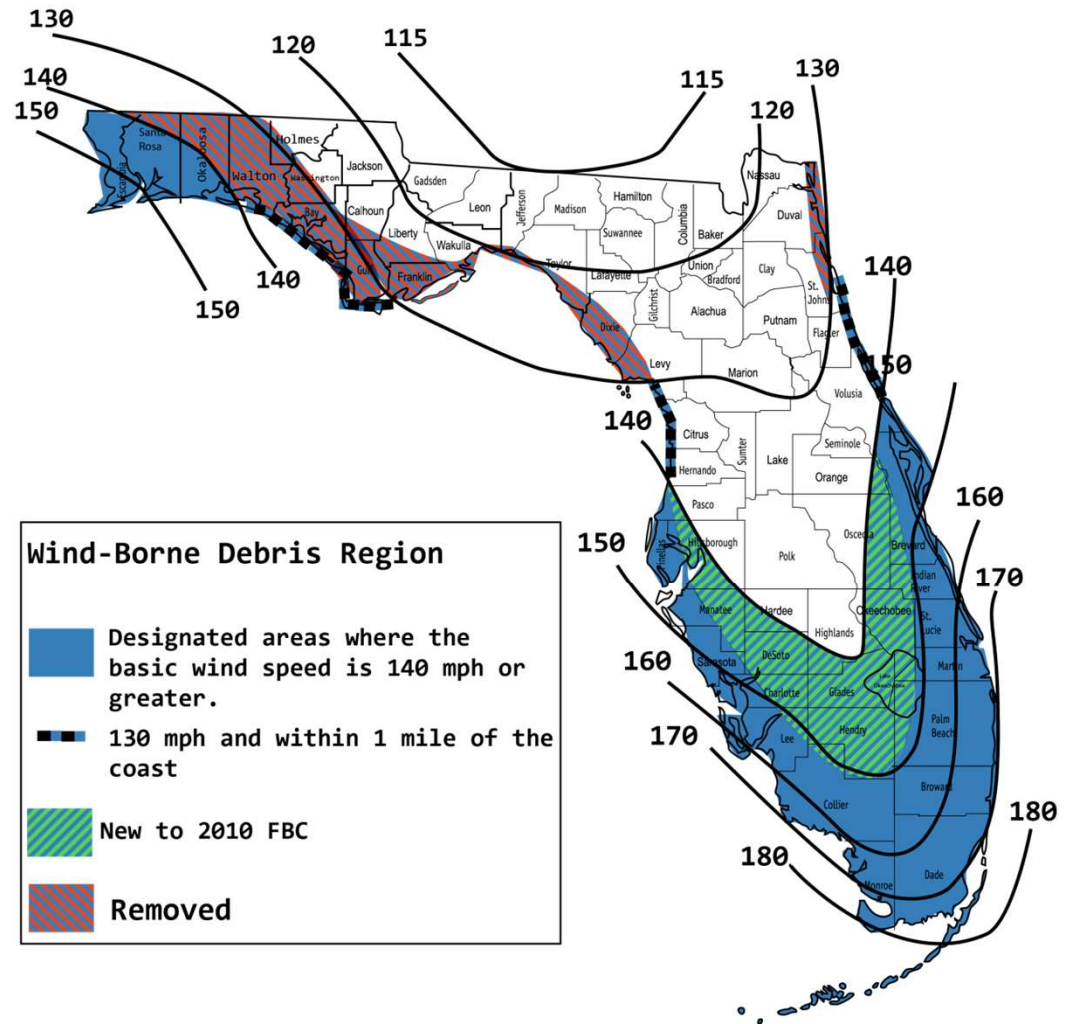 130
115
120
140
115
130
150
120
Santa
Rosa
Okaloosa
Holmes
Escambia
Walton
Washington
Jackson
Nassau
Gadsden
Hamilton
Leon
Jefferson
Madison
Columbia
Duval
Bay
Calhoun
Liberty
Suwannee
Baker
Wakulla
Taylor
Union
Clay
140
Gulf
Franklin
Lafayette
Bradford
140
St.
Johns
Gilchrist
150
Alachua
Putnam
Dixie
Flagler
Levy
Marion
150
Volusia
140
Citrus
Sumter
Lake
Seminole
Hernando
Orange
Pasco
160
Hillsborough
Osceola
150
Pinellas
Polk
Brevard
Indian
River
170
Manatee
Hardee
Okeechobee
St.
Lucie
Highlands
160
Sarasota
DeSoto
Martin
Lake
Okeechobee
Charlotte
Glades
Palm
Beach
170
Lee
Hendry
Broward
Collier
180
180
Dade
Monroe
Wind-Borne Debris Region
Designated areas where the
basic wind speed is 140 mph or
greater.
130 mph and within 1 mile of the
coast
New to 2010 FBC
Removed